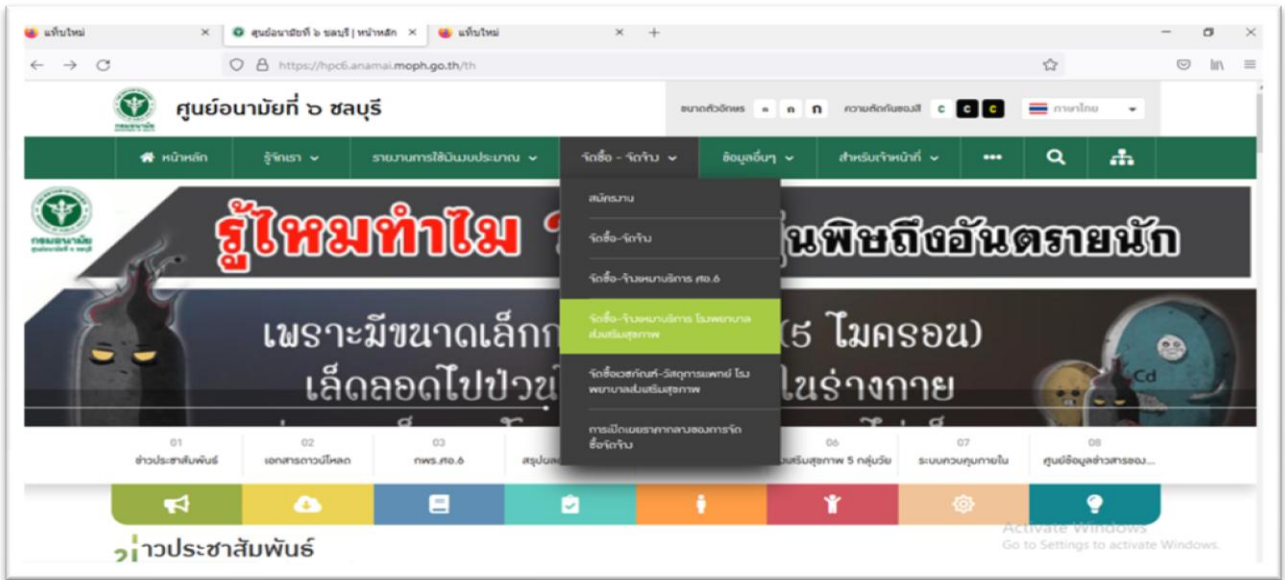 แท็บใหม่
ศูนย์อนามัยที่ ๖ ชลบุรี | หน้าหลัก
แท็บใหม่
https://hpc6.anamai.moph.go.th/th
ศูนย์อนามัยที่ ๖ ชลบุรี
ขนาดตัวอักษร ก ก ก ความตัดกันของสี C C C ภาษาไทย
หน้าหลัก รู้จักเรา รายงานการใช้เงินงบประมาณ จัดซื้อ - จัดจ้าง ข้อมูลอื่นๆ สำหรับเจ้าหน้าที่
สมัครงาน
จัดซื้อ-จัดจ้าง
จัดซื้อ-จ้างเหมาบริการ ศอ.6
จัดซื้อ-จ้างเหมาบริการ โรงพยาบาล
ส่งเสริมสุขภาพ
จัดซื้อเวชภัณฑ์-วัสดุการแพทย์ โรง
พยาบาลส่งเสริมสุขภาพ
การเปิดเผยราคากลางของการจัด
ซื้อจัดจ้าง
กรมอนามัย
รู้ไหมทำไม
ฝุ่นพิษถึงอันตรายนัก
เพราะมีขนาดเล็ก
(5 ไมครอน)
เล็ดลอดไปป่วน
ในร่างกาย
Cd
01 02 03 06 07 08
ข่าวประชาสัมพันธ์ เอกสารดาวน์โหลด กพร.ศอ.6 สุขภาพ 5 กลุ่มวัย ระบบควบคุมภายใน ศูนย์ข้อมูลข่าวสารของ...
ข่าวประชาสัมพันธ์
Activate Windows
Go to Settings to activate Windows.